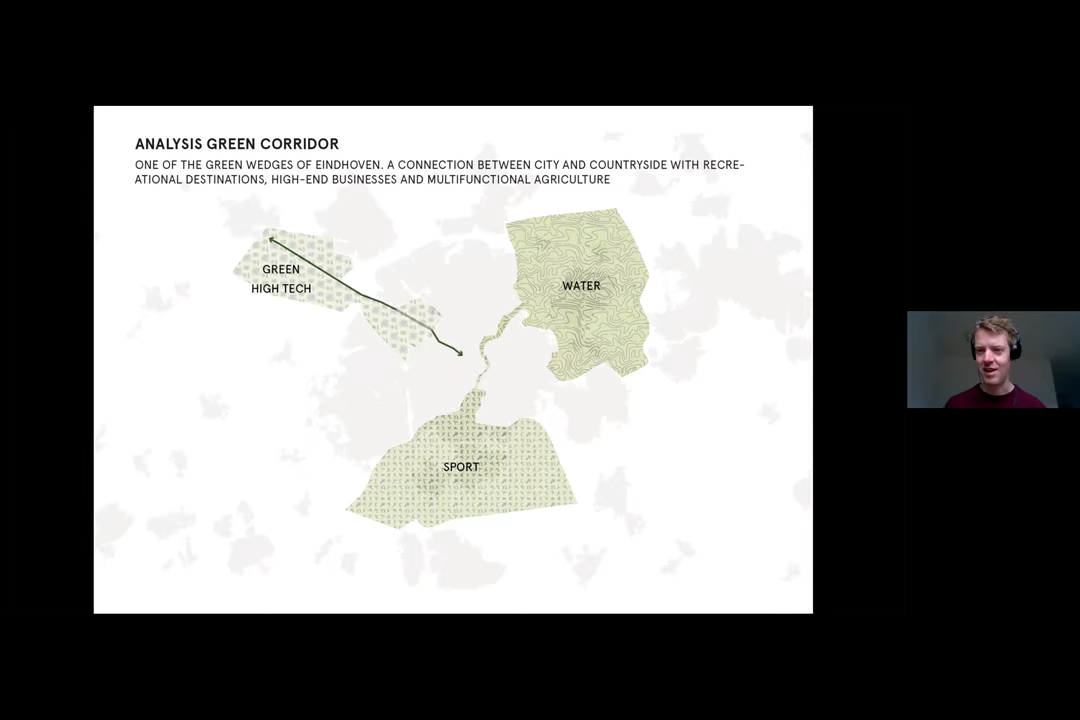 ANALYSIS GREEN CORRIDOR
ONE OF THE GREEN WEDGES OF EINDHOVEN. A CONNECTION BETWEEN CITY AND COUNTRYSIDE WITH RECRE-
ATIONAL DESTINATIONS, HIGH-END BUSINESSES AND MULTIFUNCTIONAL AGRICULTURE
GREEN
HIGH TECH
WATER
SPORT